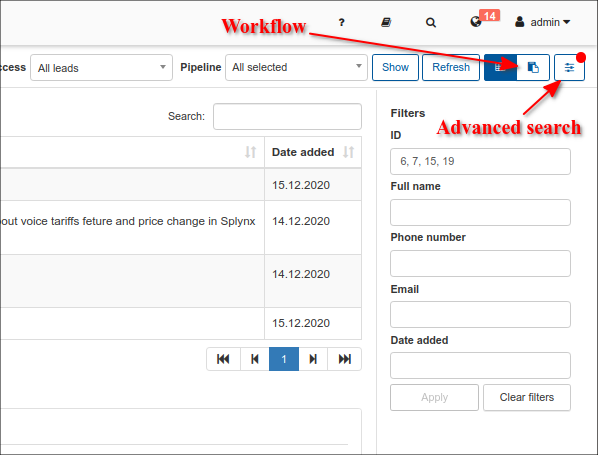 ? 14 admin
Workflow
ccess All leads Pipeline All selected Show Refresh
Advanced search
Search:
Date added
15.12.2020
out voice tariffs feture and price change in Splynx 14.12.2020
14.12.2020
15.12.2020
1
Filters
ID
6, 7, 15, 19
Full name
Phone number
Email
Date added
Apply Clear filters